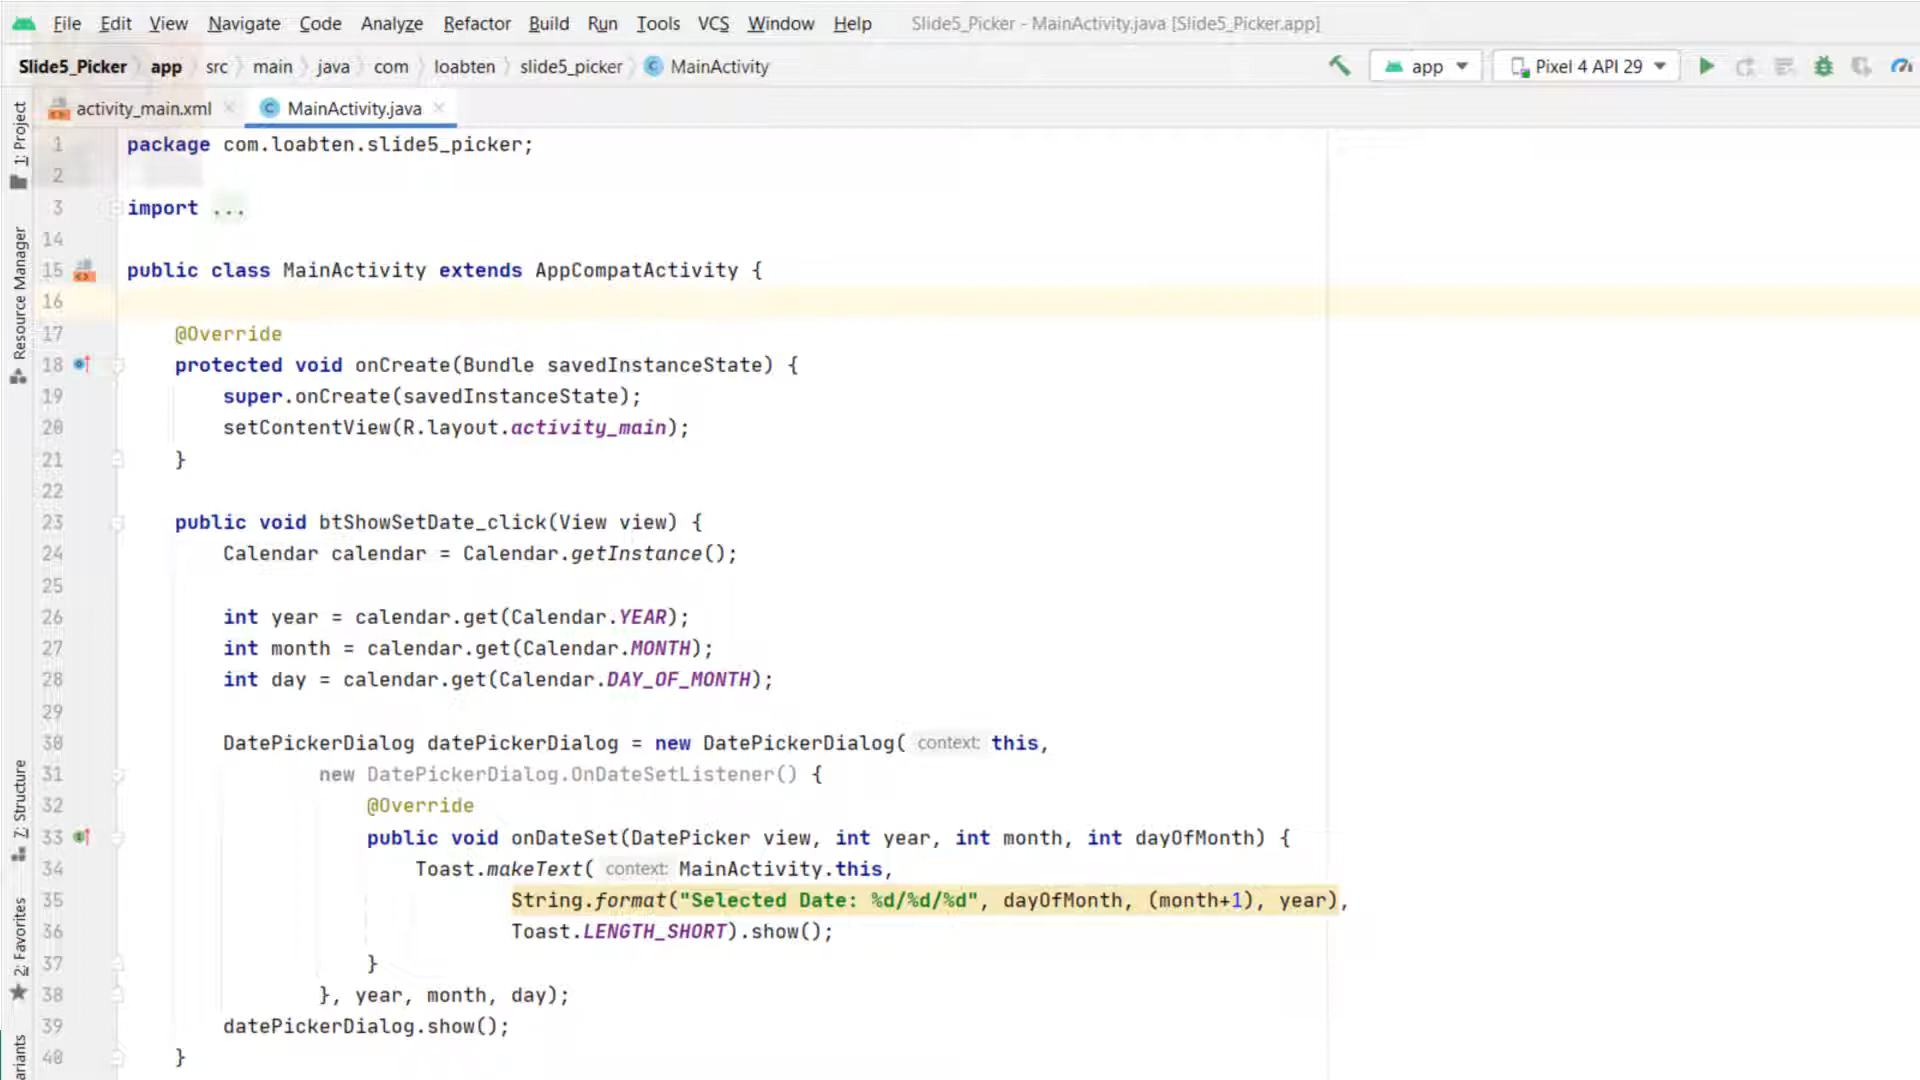 File Edit View Navigate Code Analyze Refactor Build Run Tools VCS Window Help Slide5_Picker - MainActivity.java [Slide5_Picker.app]
Slide5_Picker app src main java com loabten slide5_picker MainActivity app Pixel 4 API 29
activity_main.xml MainActivity.java
1: Project
Resource Manager
7: Structure
2: Favorites
ariants
1 package com.loabten.slide5_picker;
2
3 import ...
14
15 public class MainActivity extends AppCompatActivity {
16
17 @Override
18 protected void onCreate(Bundle savedInstanceState) {
19 super.onCreate(savedInstanceState);
20 setContentView(R.layout.activity_main);
21 }
22
23 public void btShowSetDate_click(View view) {
24 Calendar calendar = Calendar.getInstance();
25
26 int year = calendar.get(Calendar.YEAR);
27 int month = calendar.get(Calendar.MONTH);
28 int day = calendar.get(Calendar.DAY_OF_MONTH);
29
30 DatePickerDialog datePickerDialog = new DatePickerDialog( context: this,
31 new DatePickerDialog.OnDateSetListener() {
32 @Override
33 public void onDateSet(DatePicker view, int year, int month, int dayOfMonth) {
34 Toast.makeText( context: MainActivity.this,
35 String.format("Selected Date: %d/%d/%d", dayOfMonth, (month+1), year),
36 Toast.LENGTH_SHORT).show();
37 }
38 }, year, month, day);
39 datePickerDialog.show();
40 }